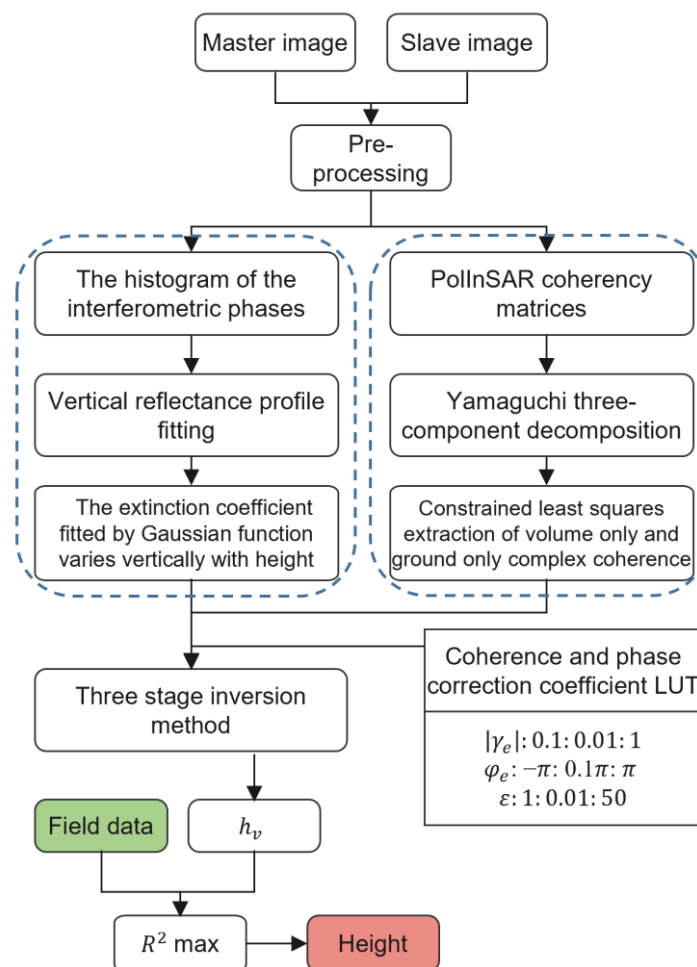 Master image
Slave image
Pre-
processing
The histogram of the
interferometric phases
PolInSAR coherency
matrices
Vertical reflectance profile
fitting
Yamaguchi three-
component decomposition
The extinction coefficient
fitted by Gaussian function
varies vertically with height
Constrained least squares
extraction of volume only and
ground only complex coherence
Three stage inversion
method
Coherence and phase
correction coefficient LUT
|γₑ|: 0.1: 0.01: 1
φₑ: −π: 0.1π: π
ε: 1: 0.01: 50
Field data
hᵥ
R² max
Height